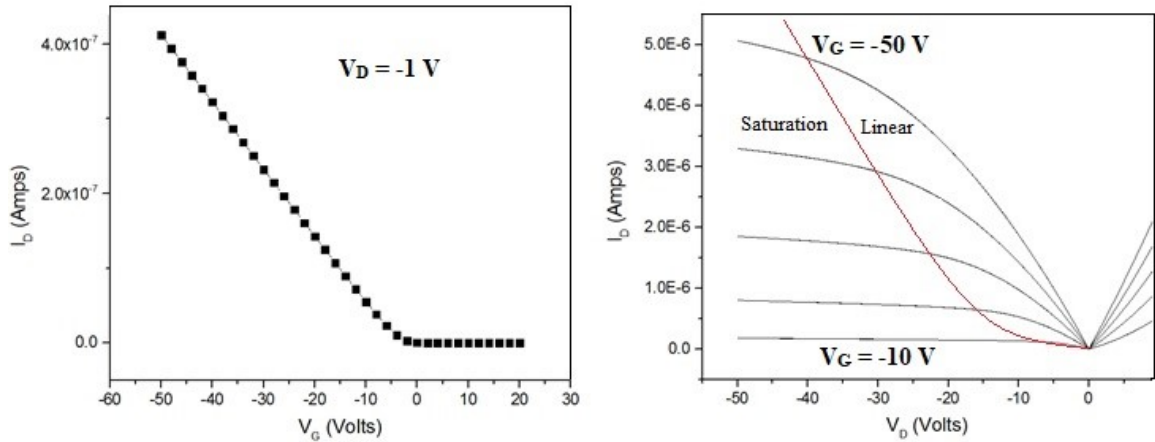 4.0x10⁻⁷
2.0x10⁻⁷
0.0
I_D (Amps)
V_D = -1 V
-60 -50 -40 -30 -20 -10 0 10 20 30
V_G (Volts)
5.0E-6
4.0E-6
3.0E-6
2.0E-6
1.0E-6
0.0
I_D (Amps)
V_G = -50 V
Saturation Linear
V_G = -10 V
-50 -40 -30 -20 -10 0
V_D (Volts)